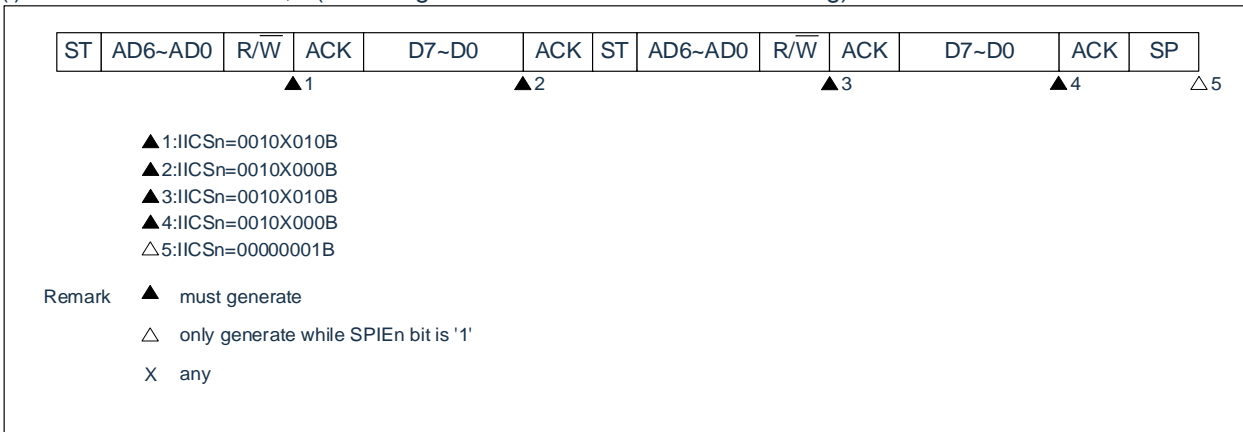 ST AD6~AD0 R/W ACK D7~D0 ACK ST AD6~AD0 R/W ACK D7~D0 ACK SP
▲1 ▲2 ▲3 ▲4 △5
▲1:IICSn=0010X010B
▲2:IICSn=0010X000B
▲3:IICSn=0010X010B
▲4:IICSn=0010X000B
△5:IICSn=00000001B
Remark ▲ must generate
△ only generate while SPIEn bit is '1'
X any